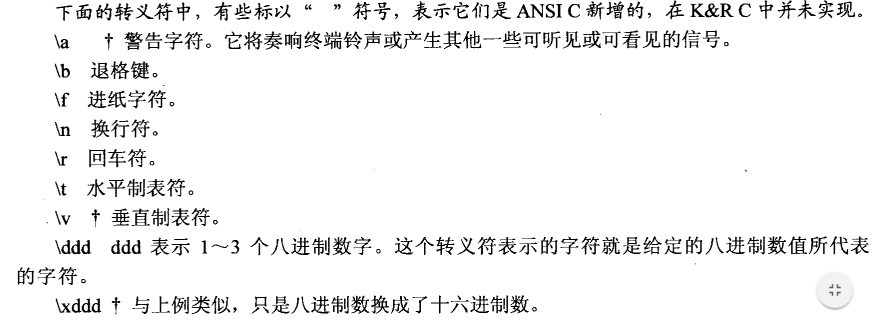 下面的转义符中，有些标以“ ”符号，表示它们是 ANSI C 新增的，在 K&R C 中并未实现。
\a † 警告字符。它将奏响终端铃声或产生其他一些可听见或可看见的信号。
\b 退格键。
\f 进纸字符。
\n 换行符。
\r 回车符。
\t 水平制表符。
\v † 垂直制表符。
\ddd ddd 表示 1～3 个八进制数字。这个转义符表示的字符就是给定的八进制数值所代表
的字符。
\xddd † 与上例类似，只是八进制数换成了十六进制数。